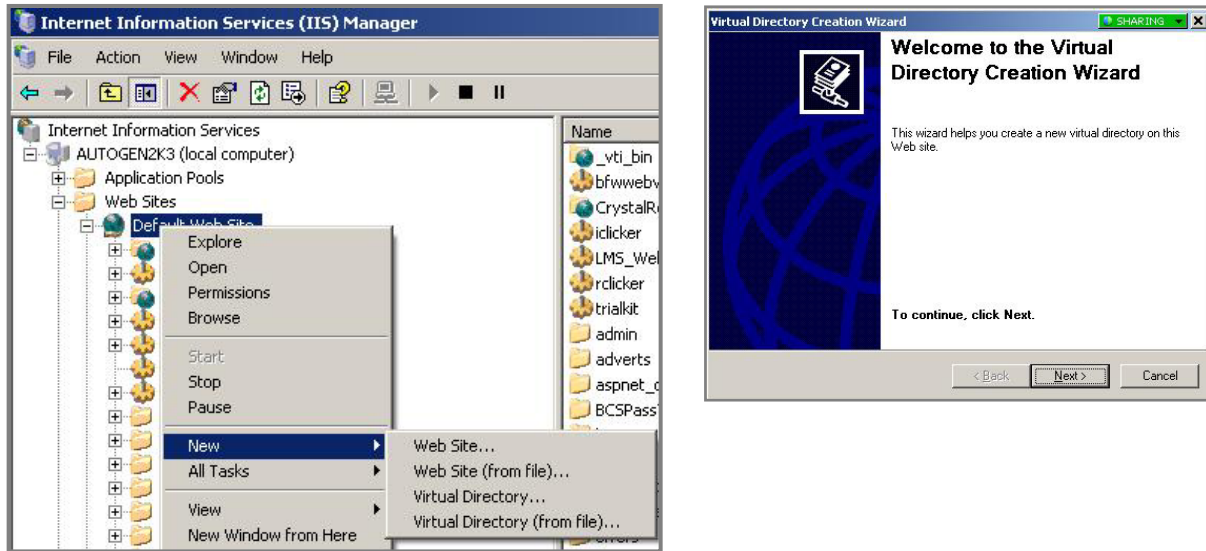 Internet Information Services (IIS) Manager
File Action View Window Help
Internet Information Services
AUTOGEN2K3 (local computer)
Application Pools
Web Sites
Default Web Site
Explore
Open
Permissions
Browse
Start
Stop
Pause
New
All Tasks
View
New Window from Here
Web Site...
Web Site (from file)...
Virtual Directory...
Virtual Directory (from file)...
Name
_vti_bin
bfwwebv
CrystalR
iclicker
LMS_Wel
rclicker
trialkit
admin
adverts
aspnet_c
BCSPass
Virtual Directory Creation Wizard
SHARING
Welcome to the Virtual
Directory Creation Wizard
This wizard helps you create a new virtual directory on this
Web site.
To continue, click Next.
< Back
Next >
Cancel